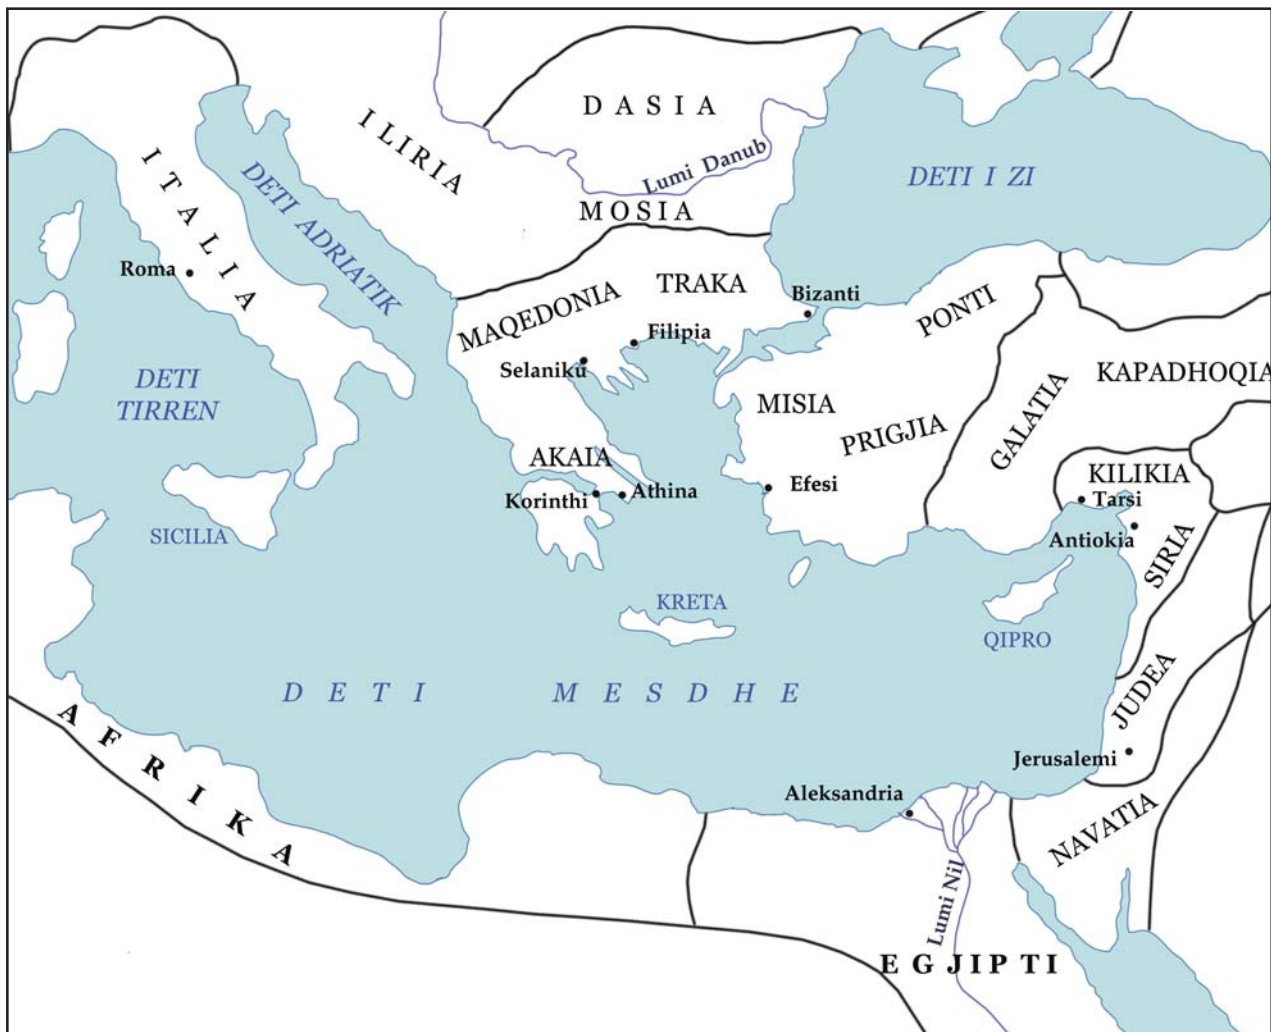 DASIA
ILIRIA
Lumi Danub
DETI I ZI
ITALIA
DETI ADRIATIK
MOSIA
Roma
TRAKA
Bizanti
MAQEDONIA
PONTI
Filipia
Selaniku
DETI
TIRREN
KAPADHOQIA
GALATIA
MISIA
PRIGJIA
AKAIA
KILIKIA
Efesi
Korinthi
Athina
Tarsi
SICILIA
Antiokia
SIRIA
KRETA
QIPRO
DETI MESDHE
JUDEA
AFRIKA
Jerusalemi
Aleksandria
NAVATIA
Lumi Nil
EGJIPTI